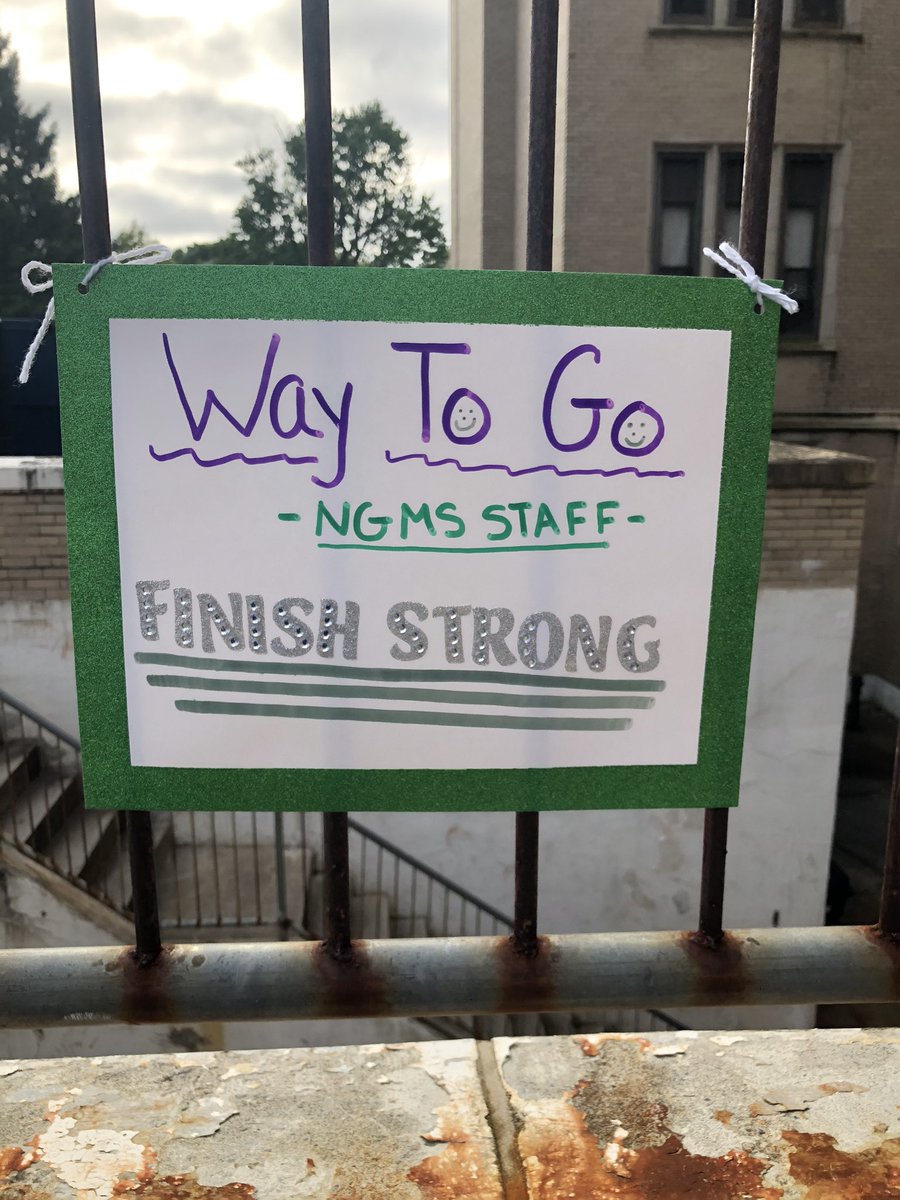 Way To Go
- NGMS STAFF -
FINISH STRONG